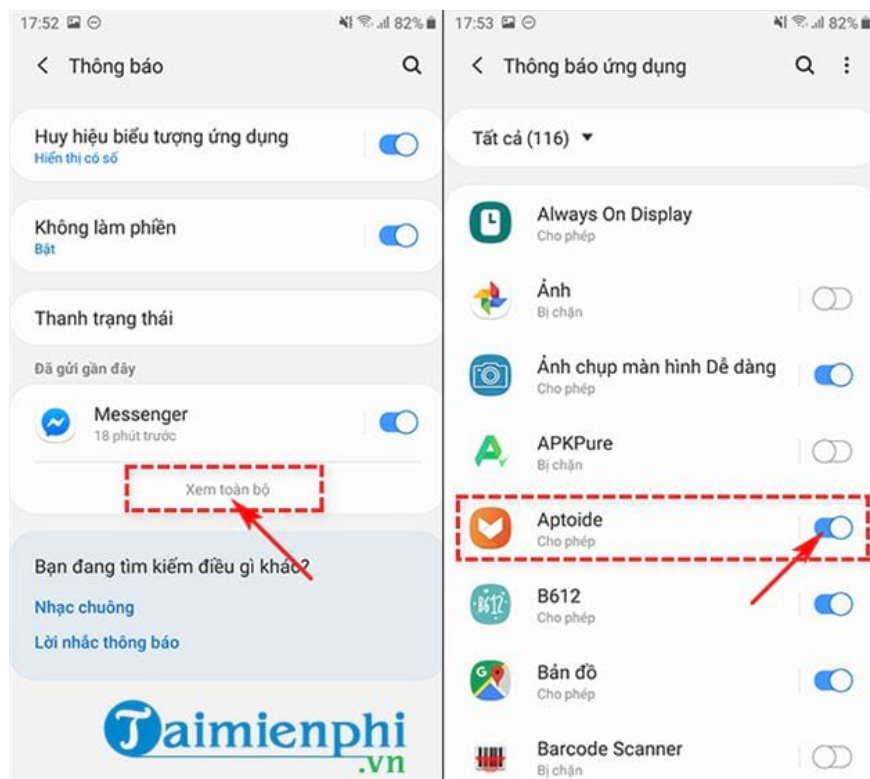 17:52
82%
Thông báo
Huy hiệu biểu tượng ứng dụng
Hiển thị có số
Không làm phiền
Bật
Thanh trạng thái
Đã gửi gần đây
Messenger
18 phút trước
Xem toàn bộ
Bạn đang tìm kiếm điều gì khác?
Nhạc chuông
Lời nhắc thông báo
Taimienphi
.vn
17:53
82%
Thông báo ứng dụng
Tất cả (116)
Always On Display
Cho phép
Ảnh
Bị chặn
Ảnh chụp màn hình Dễ dàng
Cho phép
APKPure
Bị chặn
Aptoide
Cho phép
B612
B612
Cho phép
Bản đồ
Cho phép
Barcode Scanner
Bị chặn